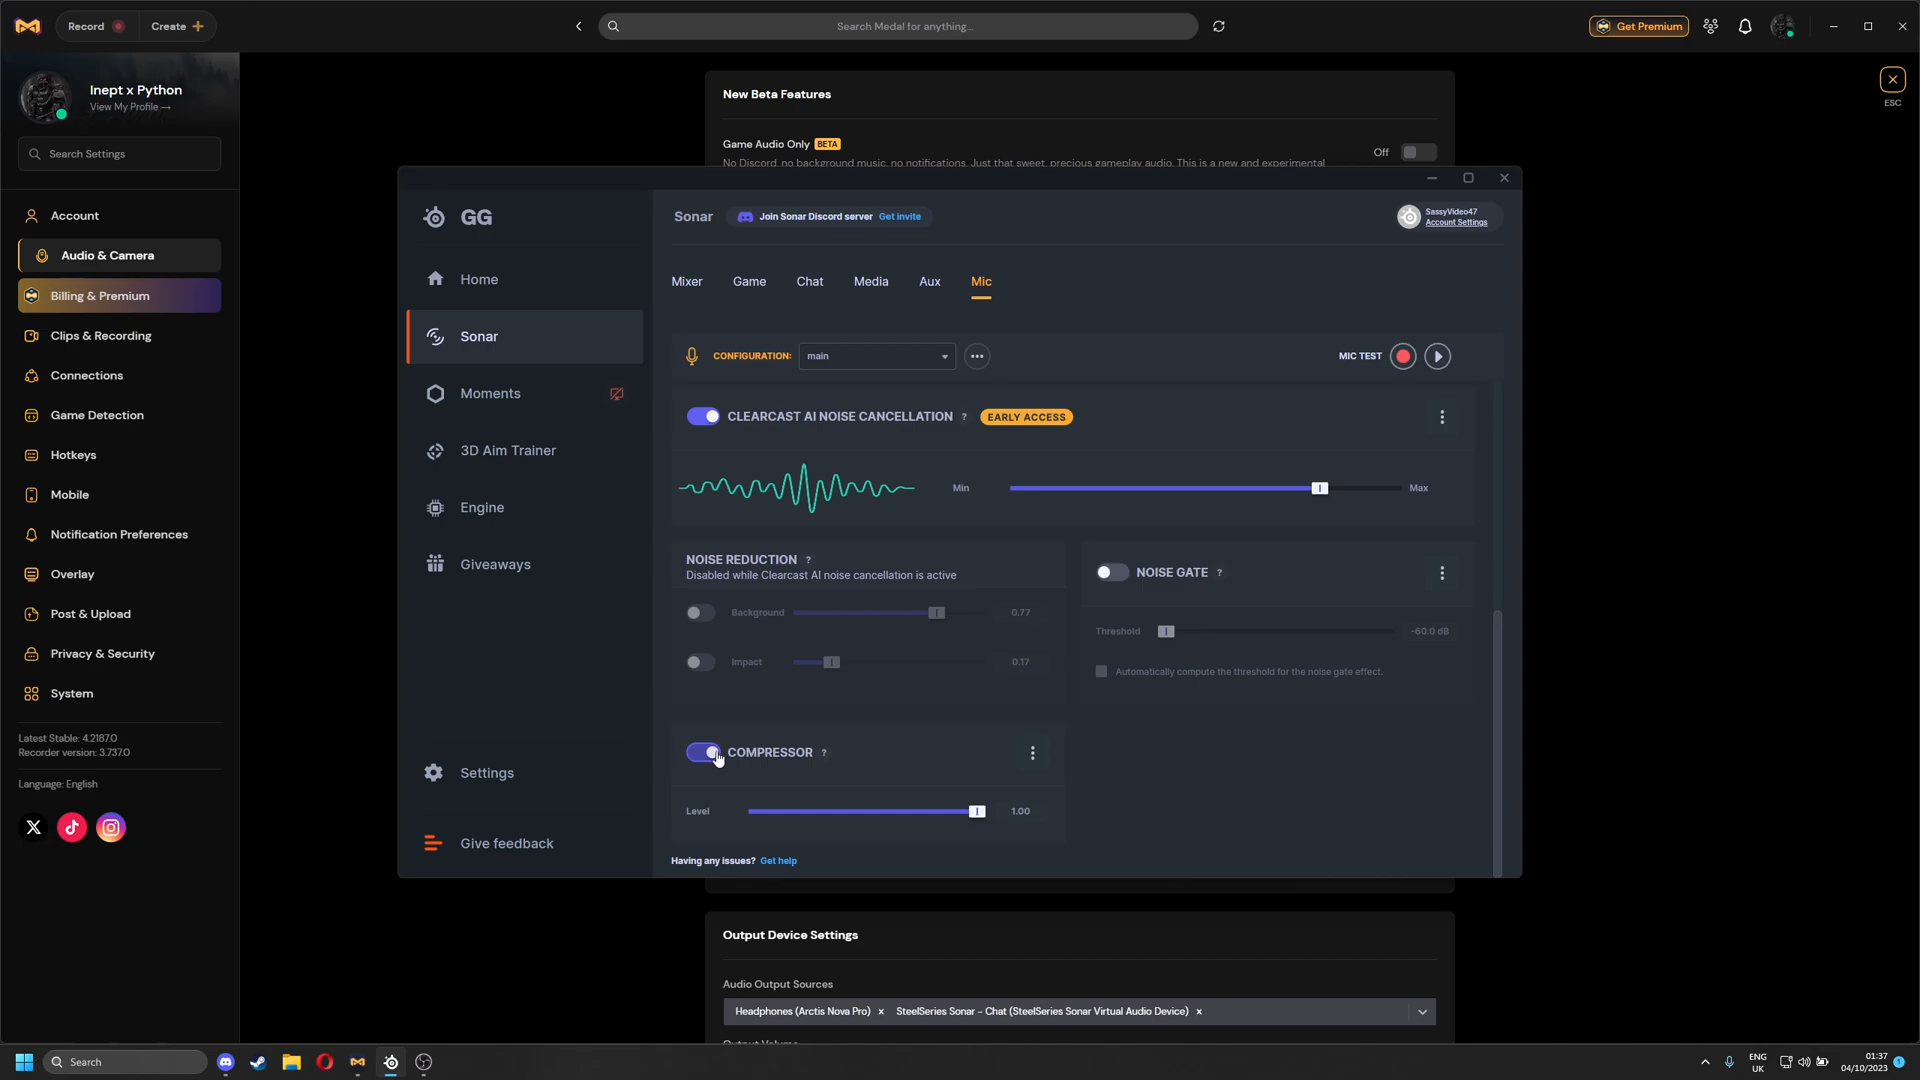 Record
Create
Search Medal for anything...
Get Premium
Inept x Python
View My Profile →
ESC
Search Settings
Account
Audio & Camera
Billing & Premium
Clips & Recording
Connections
Game Detection
Hotkeys
Mobile
Notification Preferences
Overlay
Post & Upload
Privacy & Security
System
Latest Stable: 4.2187.0
Recorder version: 3.737.0
Language: English
New Beta Features
Game Audio Only BETA
Off
No Discord, no background music, no notifications. Just that sweet, precious gameplay audio. This is a new and experimental
GG
Home
Sonar
Moments
3D Aim Trainer
Engine
Giveaways
Settings
Give feedback
Sonar
Join Sonar Discord server Get invite
SassyVideo47
Account Settings
Mixer Game Chat Media Aux Mic
CONFIGURATION: main
MIC TEST
CLEARCAST AI NOISE CANCELLATION ? EARLY ACCESS
Min
Max
NOISE REDUCTION ?
Disabled while Clearcast AI noise cancellation is active
Background 0.77
Impact 0.17
NOISE GATE ?
Threshold -60.0 dB
Automatically compute the threshold for the noise gate effect.
COMPRESSOR ?
Level 1.00
Having any issues? Get help
Output Device Settings
Audio Output Sources
Headphones (Arctis Nova Pro) × SteelSeries Sonar - Chat (SteelSeries Sonar Virtual Audio Device) ×
Output Volume
Search
ENG
UK
01:37
04/10/2023
1